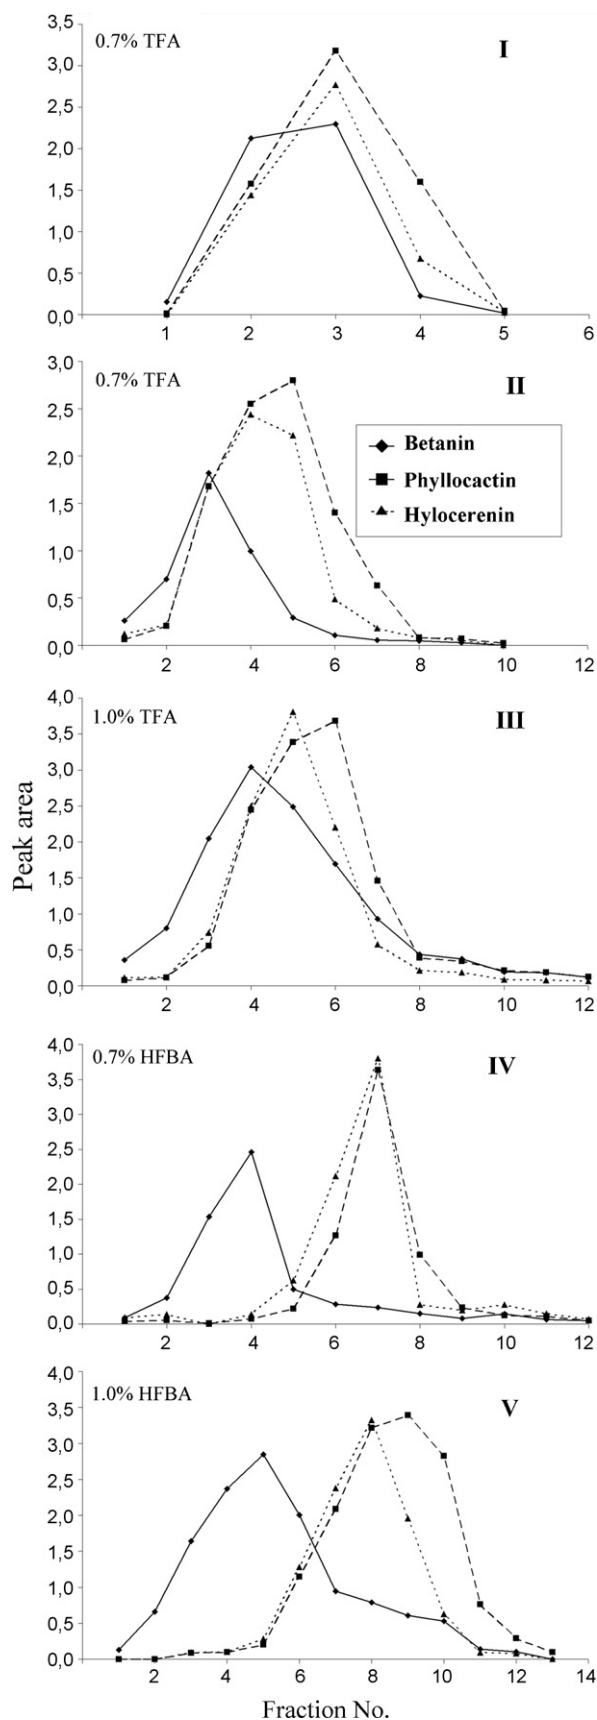 3,5
0.7% TFA
I
3,0
2,5
2,0
1,5
1,0
0,5
0,0
1 2 3 4 5 6
3,0
0.7% TFA
II
2,5
Betanin
Phyllocactin
Hylocerenin
2,0
1,5
1,0
0,5
0,0
2 4 6 8 10 12
4,0
1.0% TFA
III
3,5
3,0
2,5
2,0
1,5
1,0
0,5
0,0
2 4 6 8 10 12
Peak area
4,0
0.7% HFBA
IV
3,5
3,0
2,5
2,0
1,5
1,0
0,5
0,0
2 4 6 8 10 12
4,0
1.0% HFBA
V
3,5
3,0
2,5
2,0
1,5
1,0
0,5
0,0
2 4 6 8 10 12 14
Fraction No.